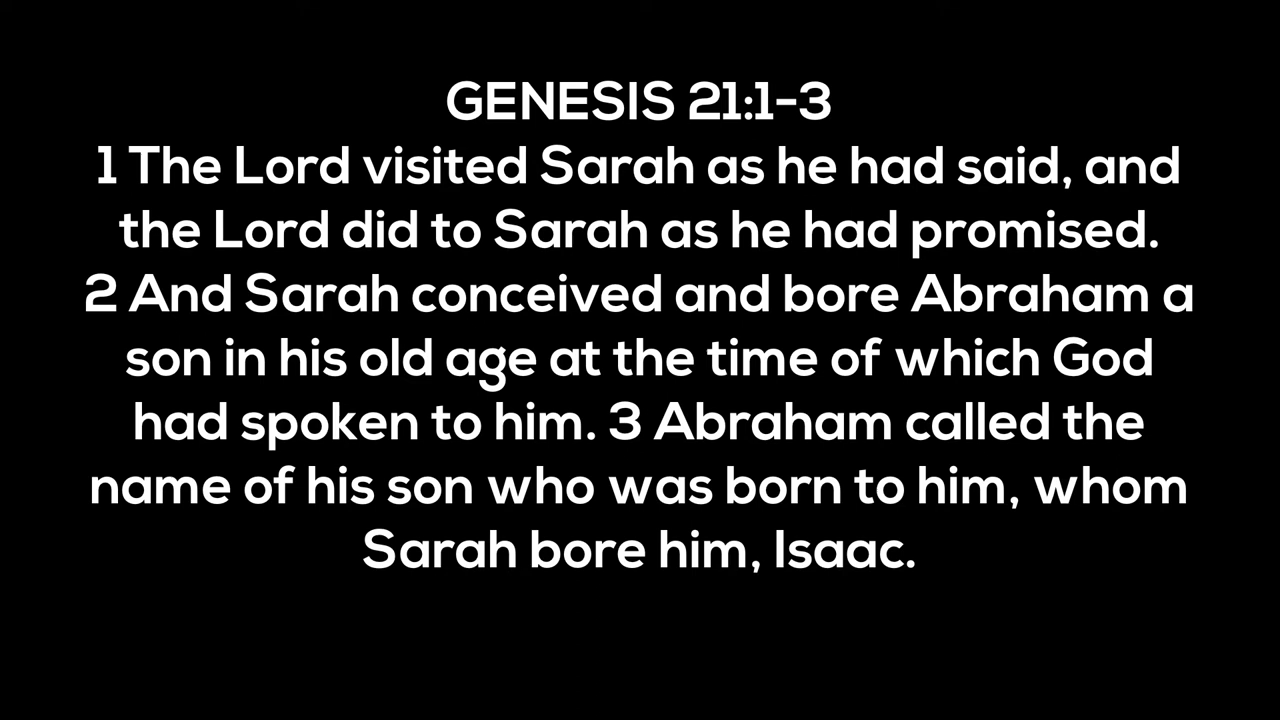 GENESIS 21:1-3
1 The Lord visited Sarah as he had said, and
the Lord did to Sarah as he had promised.
2 And Sarah conceived and bore Abraham a
son in his old age at the time of which God
had spoken to him. 3 Abraham called the
name of his son who was born to him, whom
Sarah bore him, Isaac.